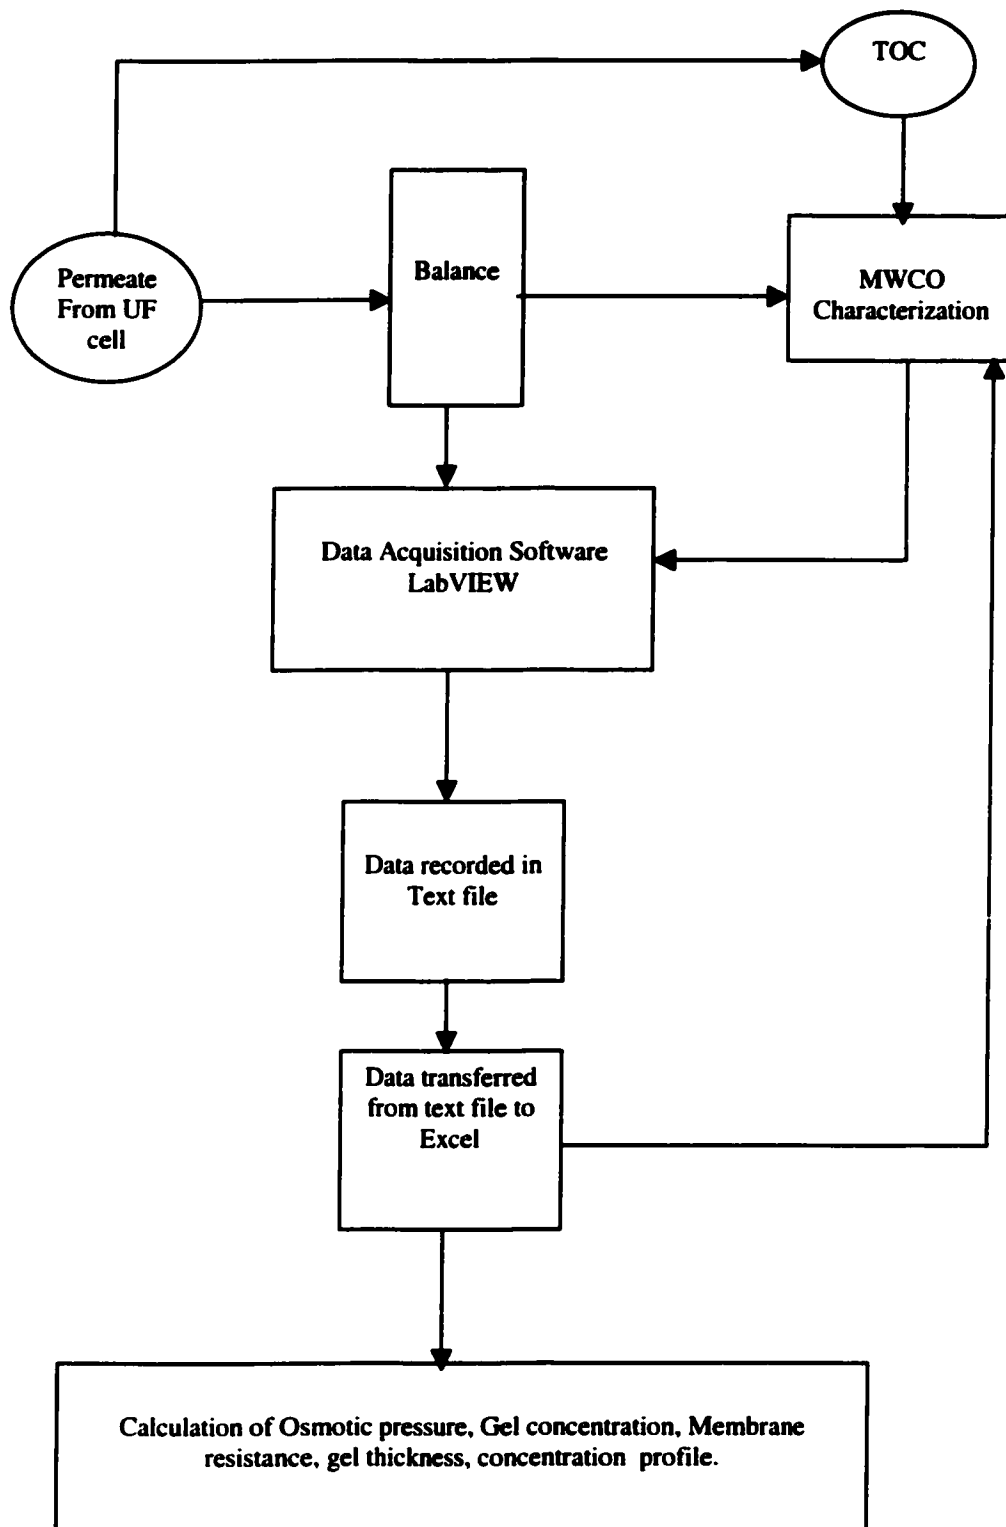 TOC
Balance
Permeate
From UF
cell
MWCO
Characterization
Data Acquisition Software
LabVIEW
Data recorded in
Text file
Data transferred
from text file to
Excel
Calculation of Osmotic pressure, Gel concentration, Membrane
resistance, gel thickness, concentration profile.